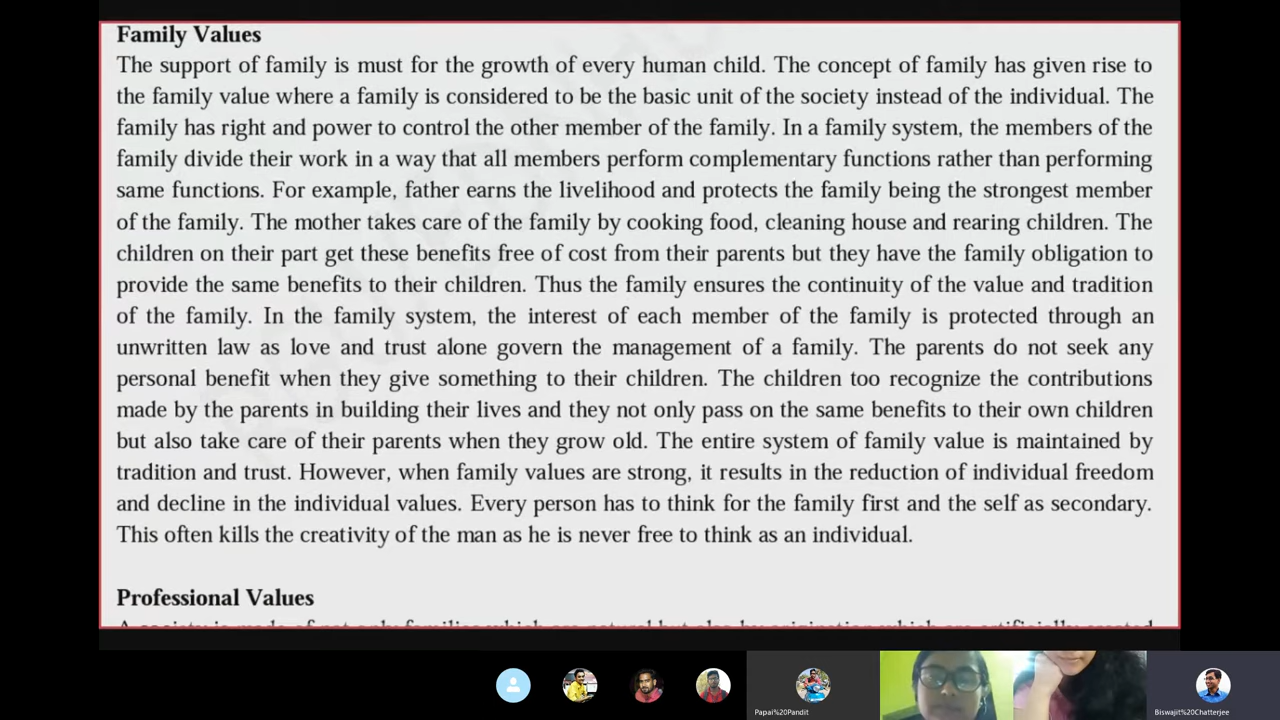 Family Values
The support of family is must for the growth of every human child. The concept of family has given rise to
the family value where a family is considered to be the basic unit of the society instead of the individual. The
family has right and power to control the other member of the family. In a family system, the members of the
family divide their work in a way that all members perform complementary functions rather than performing
same functions. For example, father earns the livelihood and protects the family being the strongest member
of the family. The mother takes care of the family by cooking food, cleaning house and rearing children. The
children on their part get these benefits free of cost from their parents but they have the family obligation to
provide the same benefits to their children. Thus the family ensures the continuity of the value and tradition
of the family. In the family system, the interest of each member of the family is protected through an
unwritten law as love and trust alone govern the management of a family. The parents do not seek any
personal benefit when they give something to their children. The children too recognize the contributions
made by the parents in building their lives and they not only pass on the same benefits to their own children
but also take care of their parents when they grow old. The entire system of family value is maintained by
tradition and trust. However, when family values are strong, it results in the reduction of individual freedom
and decline in the individual values. Every person has to think for the family first and the self as secondary.
This often kills the creativity of the man as he is never free to think as an individual.
Professional Values
Papai%20Pandit
Biswajit%20Chatterjee